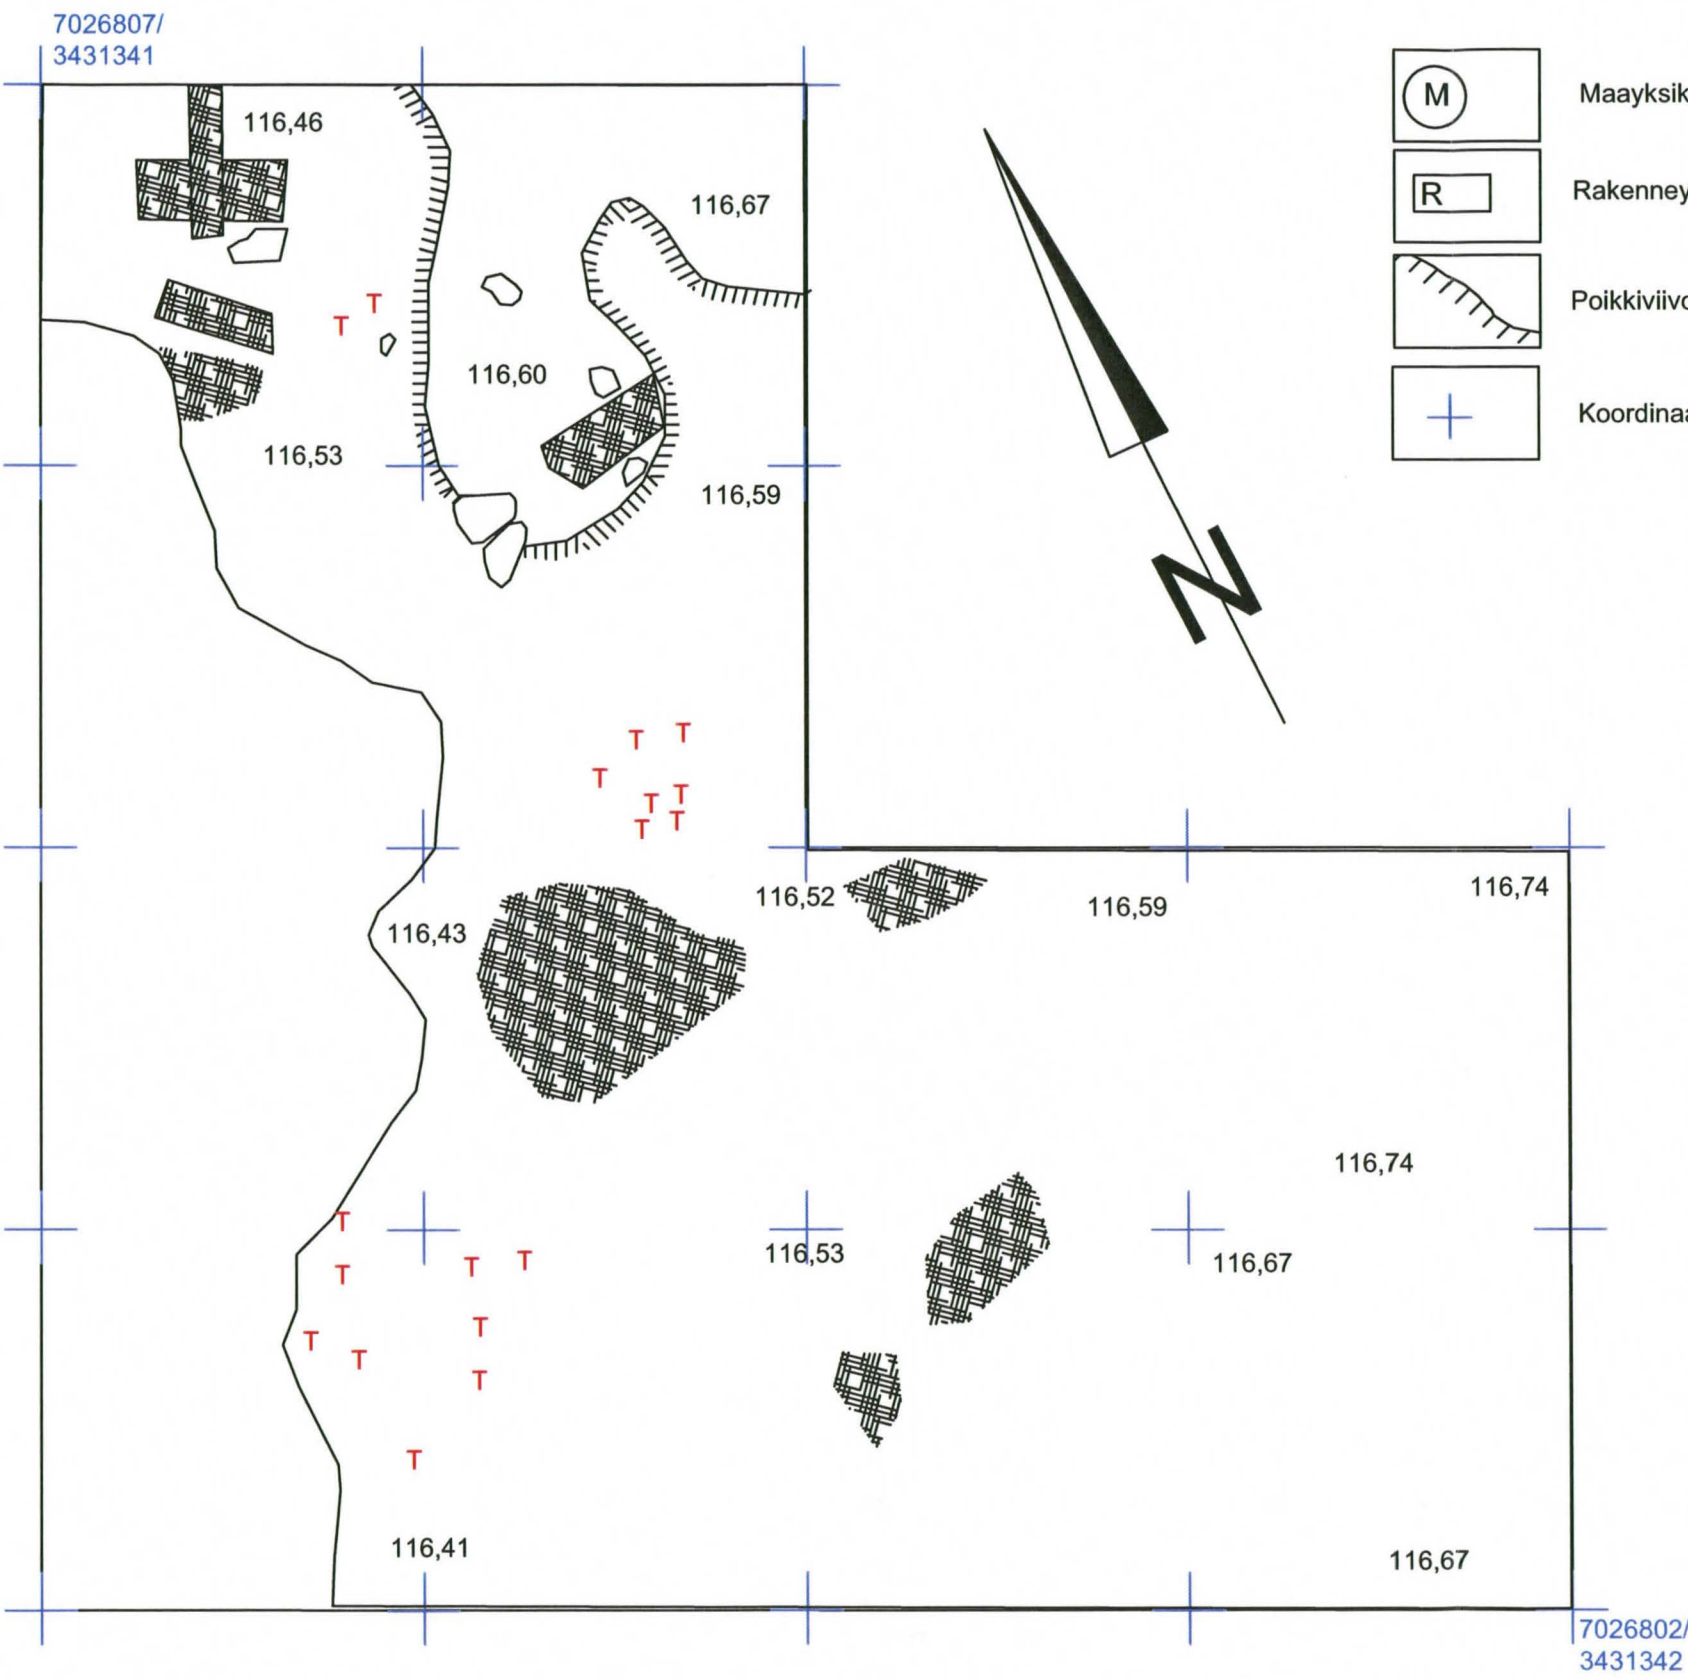 7026807/
3431341
M
Maayksik
R
Rakenney
Poikkiviivo
Koordinaa
116,46
116,67
T
T
116,60
116,53
116,59
N
T
T
T
T
T
T
T
116,52
116,59
116,74
116,43
116,74
T
116,53
116,67
T
T
T
T
T
T
T
T
116,41
116,67
7026802/
3431342